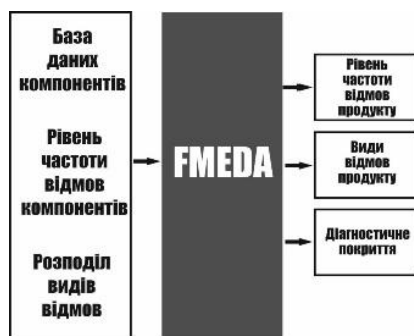 База
даних
компонентів
Рівень
частоти
відмов
компонентів
Розподіл
видів
відмов
FMEDA
Рівень
частоти
відмов
продукту
Види
відмов
продукту
Діагностичне
покриття